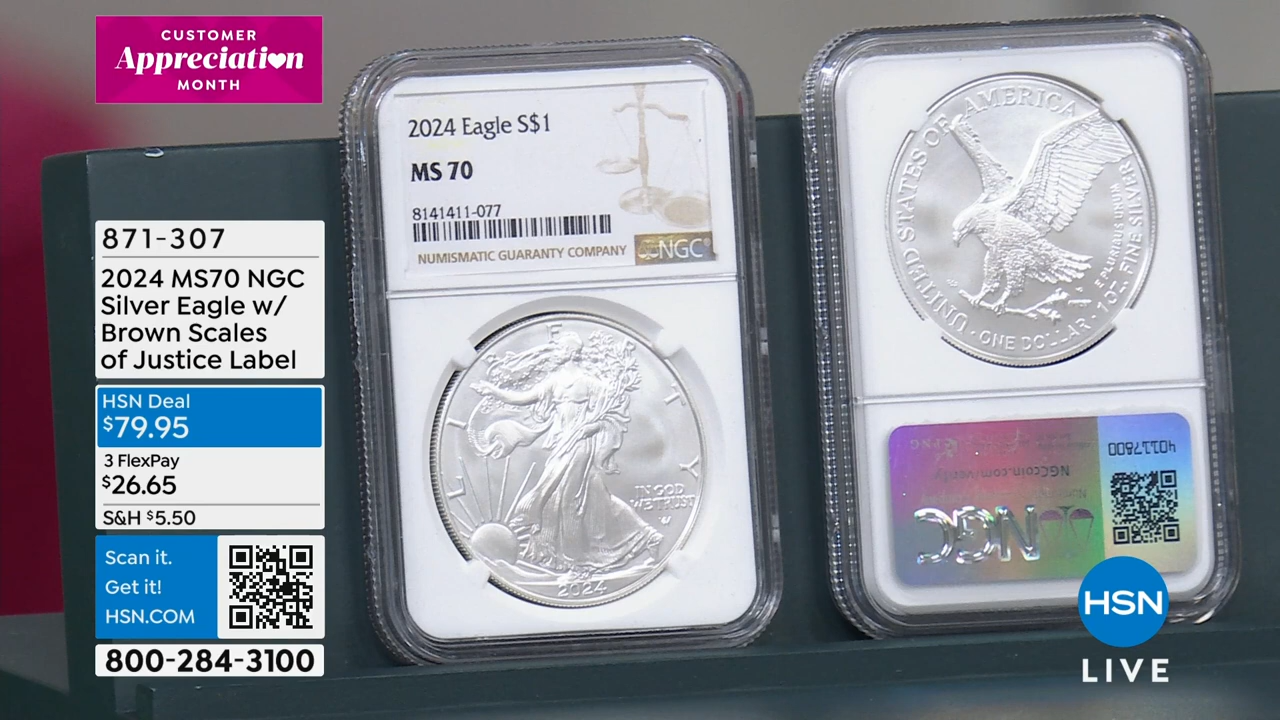 CUSTOMER
Appreciation
MONTH
871-307
2024 MS70 NGC
Silver Eagle w/
Brown Scales
of Justice Label
HSN Deal
$79.95
3 FlexPay
$26.65
S&H $5.50
Scan it.
Get it!
HSN.COM
800-284-3100
2024 Eagle S$1
MS 70
8141411-077
NUMISMATIC GUARANTY COMPANY
NGC
LIBERTY
IN GOD
WE TRUST
2024
UNITED STATES OF AMERICA
E PLURIBUS UNUM
1 OZ. FINE SILVER
ONE DOLLAR
40117800
NGCcoin.com/verify
NGC
HSN
LIVE